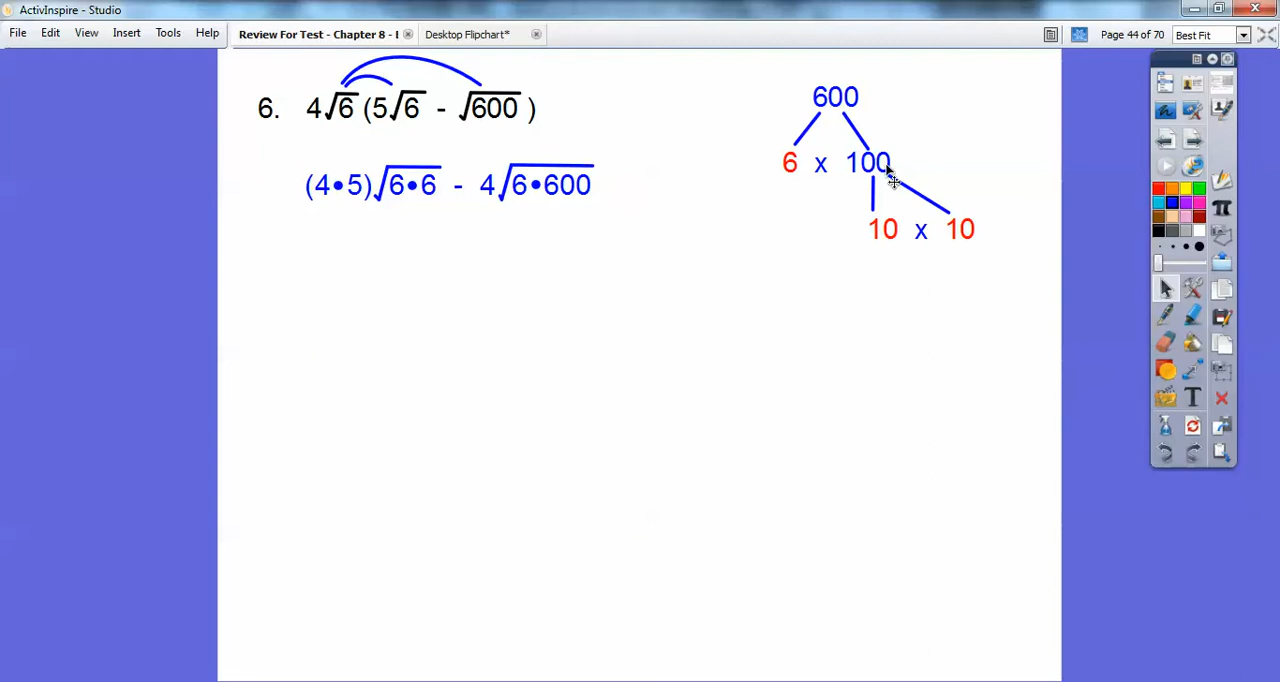 ActivInspire - Studio
File Edit View Insert Tools Help
Review For Test - Chapter 8 - E
Desktop Flipchart*
Page 44 of 70
Best Fit
6. 4√6 (5√6 - √600 )
(4•5)√6•6 - 4√6•600
600
6 x 100
10 x 10